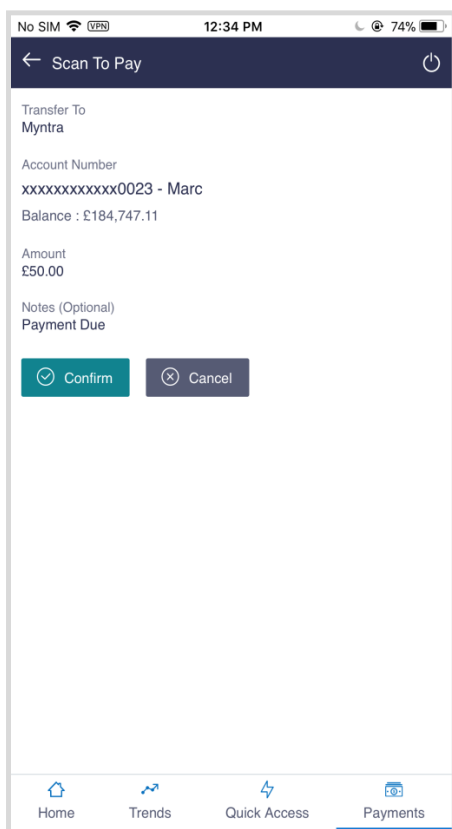 No SIM VPN 12:34 PM 74%
Scan To Pay
Transfer To
Myntra
Account Number
xxxxxxxxxxxx0023 - Marc
Balance : £184,747.11
Amount
£50.00
Notes (Optional)
Payment Due
Confirm Cancel
Home Trends Quick Access Payments